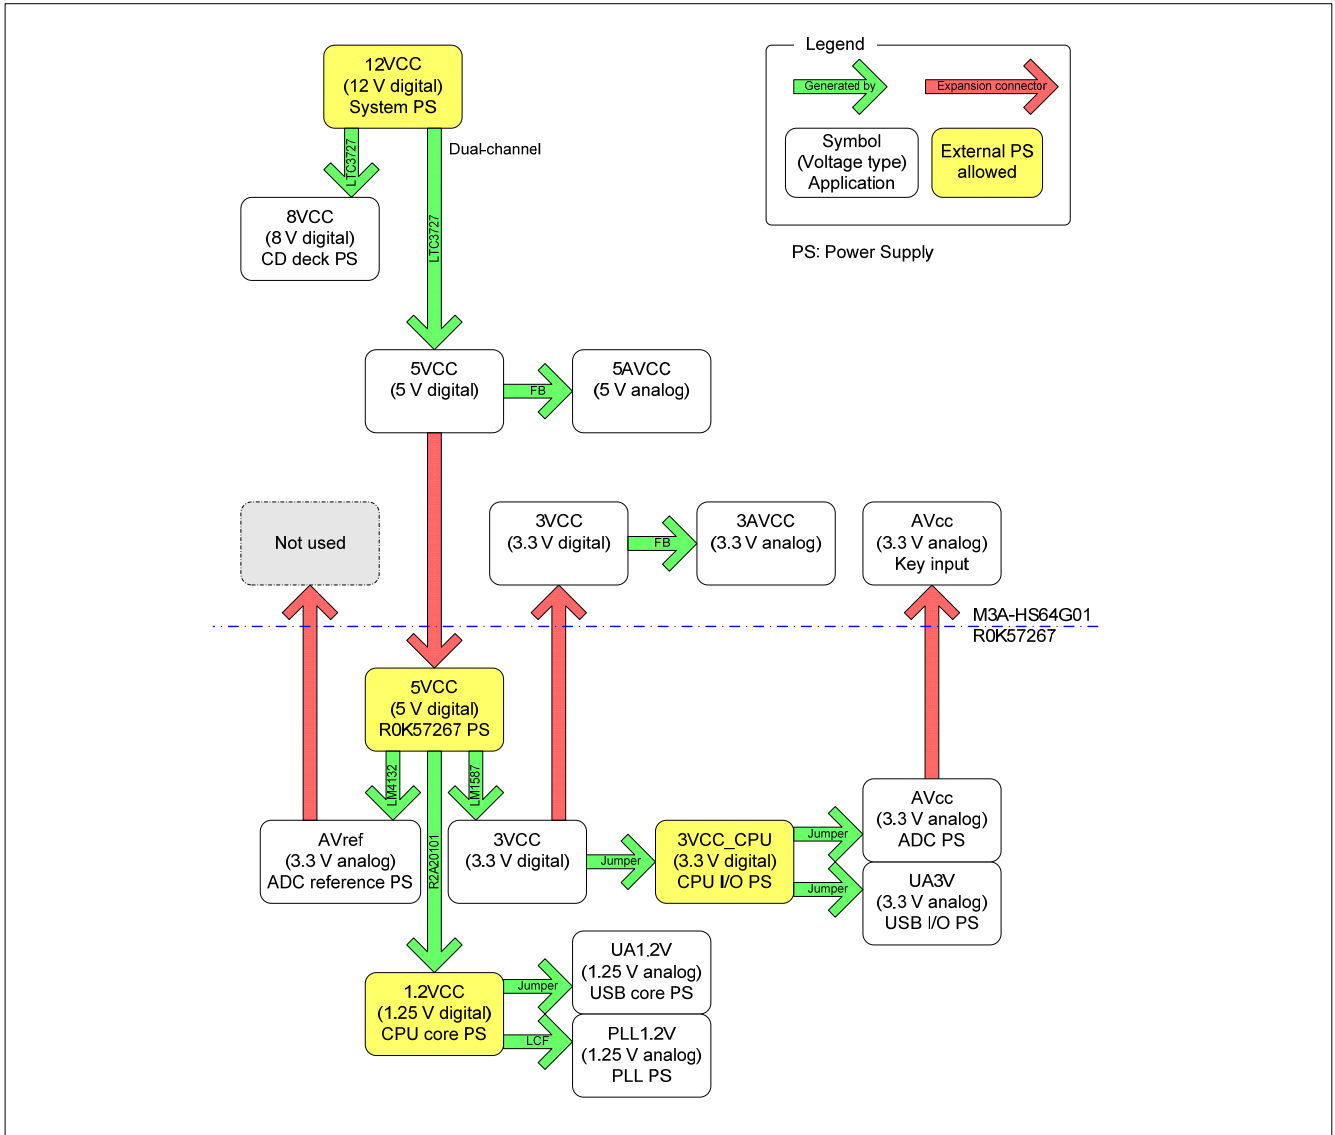 Legend
Generated by
Expansion connector
Symbol
(Voltage type)
Application
External PS
allowed
PS: Power Supply
12VCC
(12 V digital)
System PS
LTC3727
LTC3727
Dual-channel
8VCC
(8 V digital)
CD deck PS
5VCC
(5 V digital)
FB
5AVCC
(5 V analog)
Not used
3VCC
(3.3 V digital)
FB
3AVCC
(3.3 V analog)
AVcc
(3.3 V analog)
Key input
M3A-HS64G01
R0K57267
5VCC
(5 V digital)
R0K57267 PS
LM4132
R2A20101
LM1587
AVref
(3.3 V analog)
ADC reference PS
3VCC
(3.3 V digital)
Jumper
3VCC_CPU
(3.3 V digital)
CPU I/O PS
Jumper
Jumper
AVcc
(3.3 V analog)
ADC PS
UA3V
(3.3 V analog)
USB I/O PS
1.2VCC
(1.25 V digital)
CPU core PS
Jumper
LCF
UA1.2V
(1.25 V analog)
USB core PS
PLL1.2V
(1.25 V analog)
PLL PS